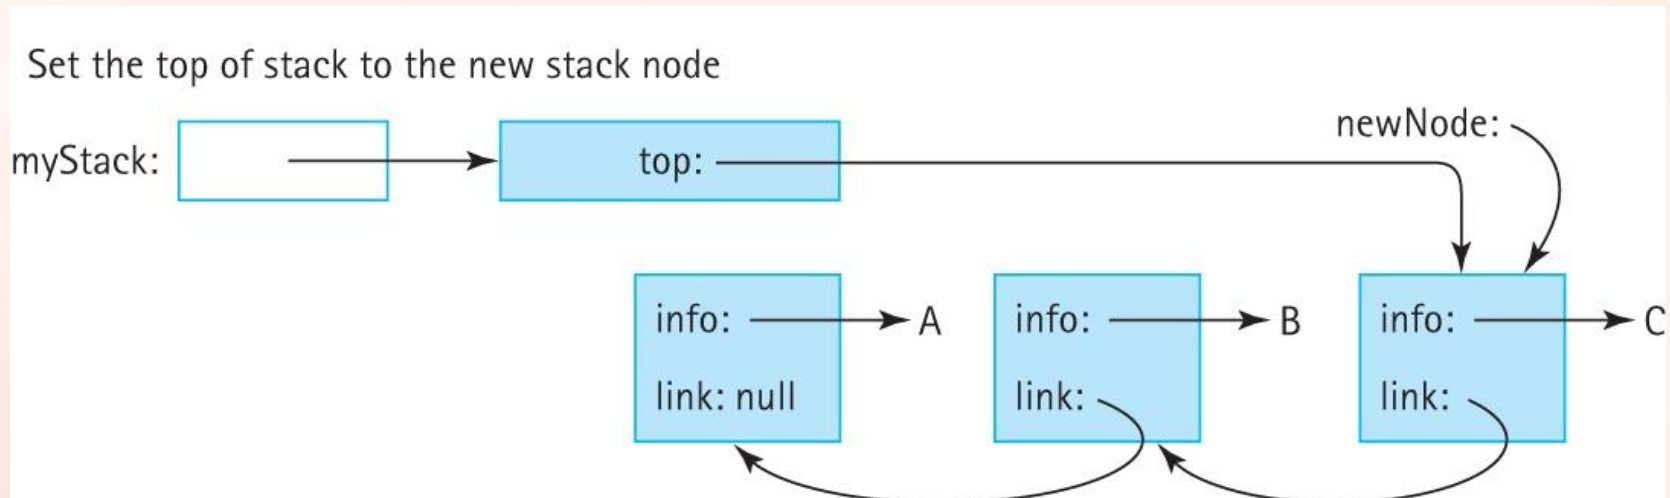 Set the top of stack to the new stack node
newNode:
myStack: top:
info: A info: B info: C
link: null link: link: